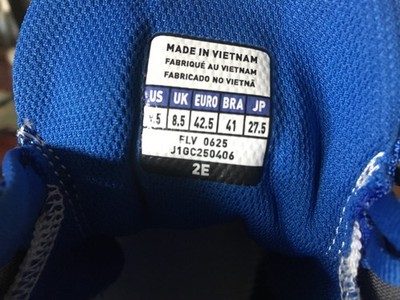 MADE IN VIETNAM
FABRIQUÉ AU VIETNAM
FABRICADO NO VIETNÃ
US UK EURO BRA JP
.5 8.5 42.5 41 27.5
FLV 0625
J1GC250406
2E